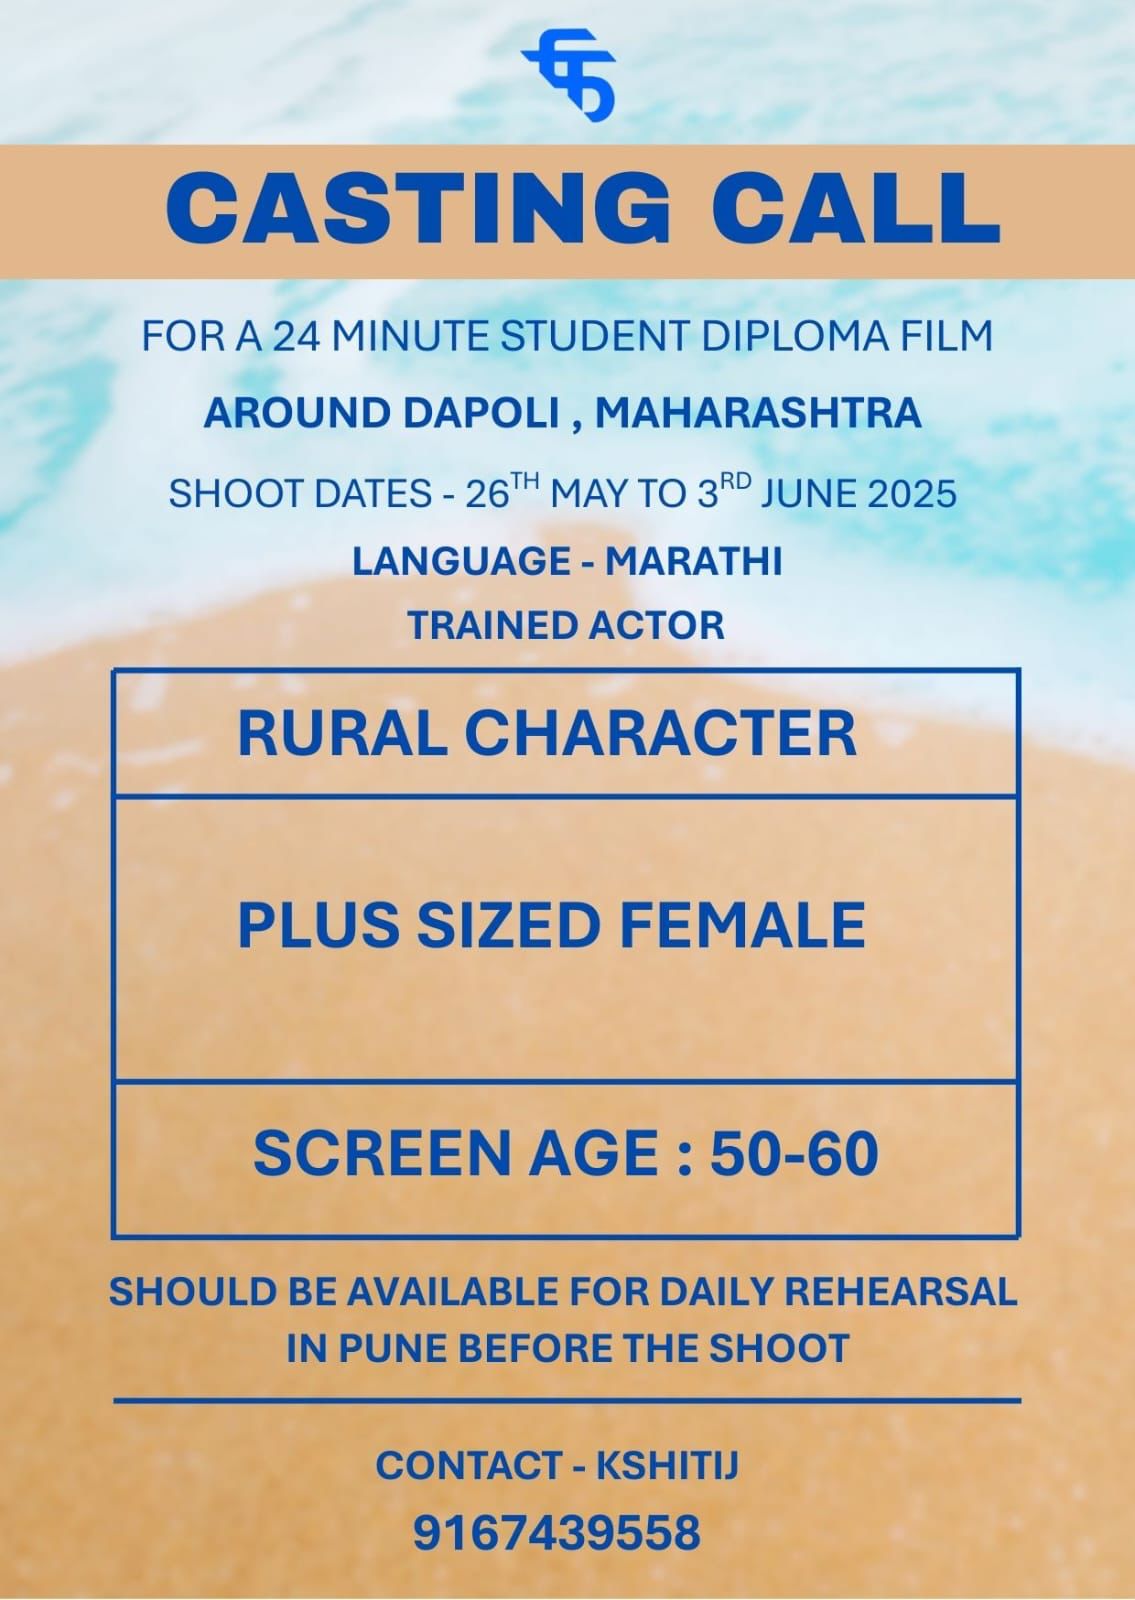 CASTING CALL
FOR A 24 MINUTE STUDENT DIPLOMA FILM
AROUND DAPOLI , MAHARASHTRA
SHOOT DATES - 26TH MAY TO 3RD JUNE 2025
LANGUAGE - MARATHI
TRAINED ACTOR
RURAL CHARACTER
PLUS SIZED FEMALE
SCREEN AGE : 50-60
SHOULD BE AVAILABLE FOR DAILY REHEARSAL
IN PUNE BEFORE THE SHOOT
CONTACT - KSHITIJ
9167439558